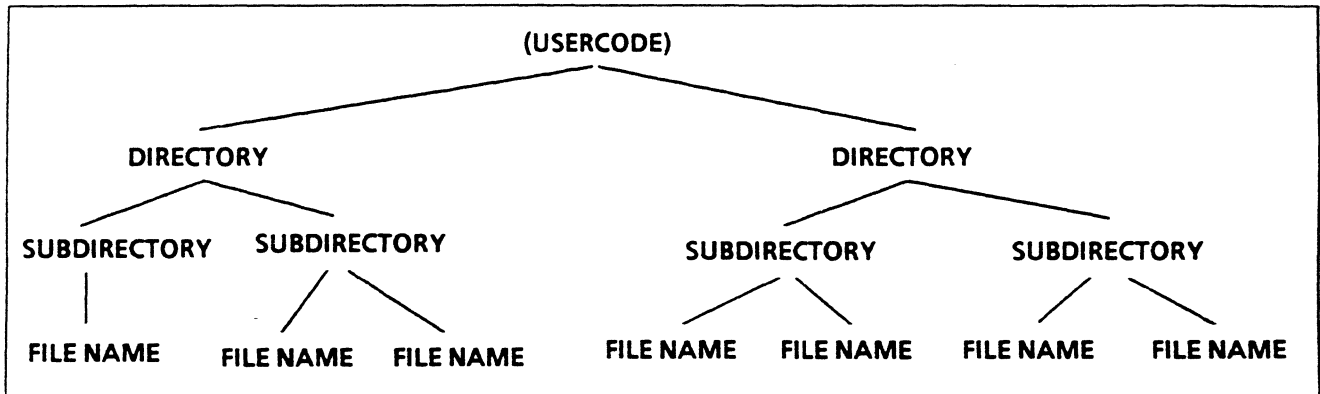 (USERCODE)
DIRECTORY DIRECTORY
SUBDIRECTORY SUBDIRECTORY SUBDIRECTORY SUBDIRECTORY
FILE NAME FILE NAME FILE NAME FILE NAME FILE NAME FILE NAME FILE NAME